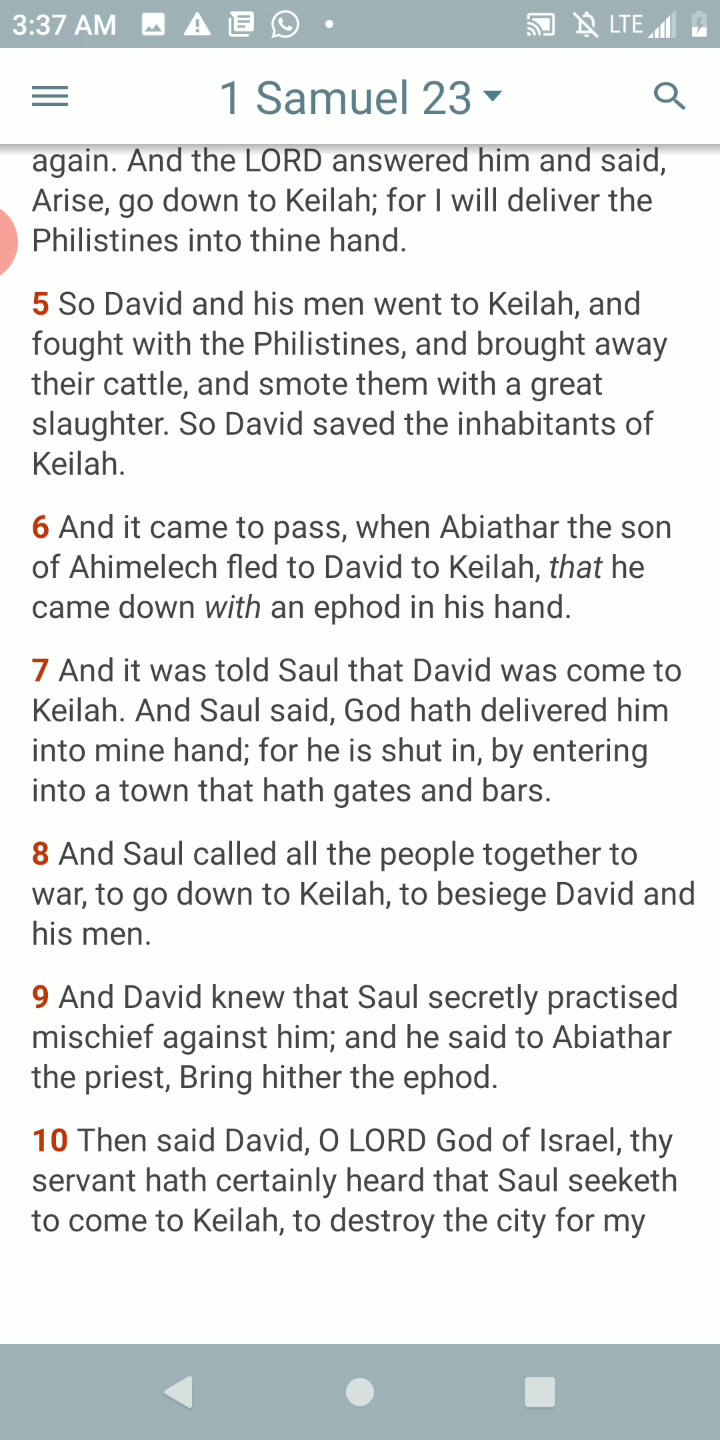 3:37 AM
LTE
1 Samuel 23
again. And the LORD answered him and said,
Arise, go down to Keilah; for I will deliver the
Philistines into thine hand.
5 So David and his men went to Keilah, and
fought with the Philistines, and brought away
their cattle, and smote them with a great
slaughter. So David saved the inhabitants of
Keilah.
6 And it came to pass, when Abiathar the son
of Ahimelech fled to David to Keilah, that he
came down with an ephod in his hand.
7 And it was told Saul that David was come to
Keilah. And Saul said, God hath delivered him
into mine hand; for he is shut in, by entering
into a town that hath gates and bars.
8 And Saul called all the people together to
war, to go down to Keilah, to besiege David and
his men.
9 And David knew that Saul secretly practised
mischief against him; and he said to Abiathar
the priest, Bring hither the ephod.
10 Then said David, O LORD God of Israel, thy
servant hath certainly heard that Saul seeketh
to come to Keilah, to destroy the city for my